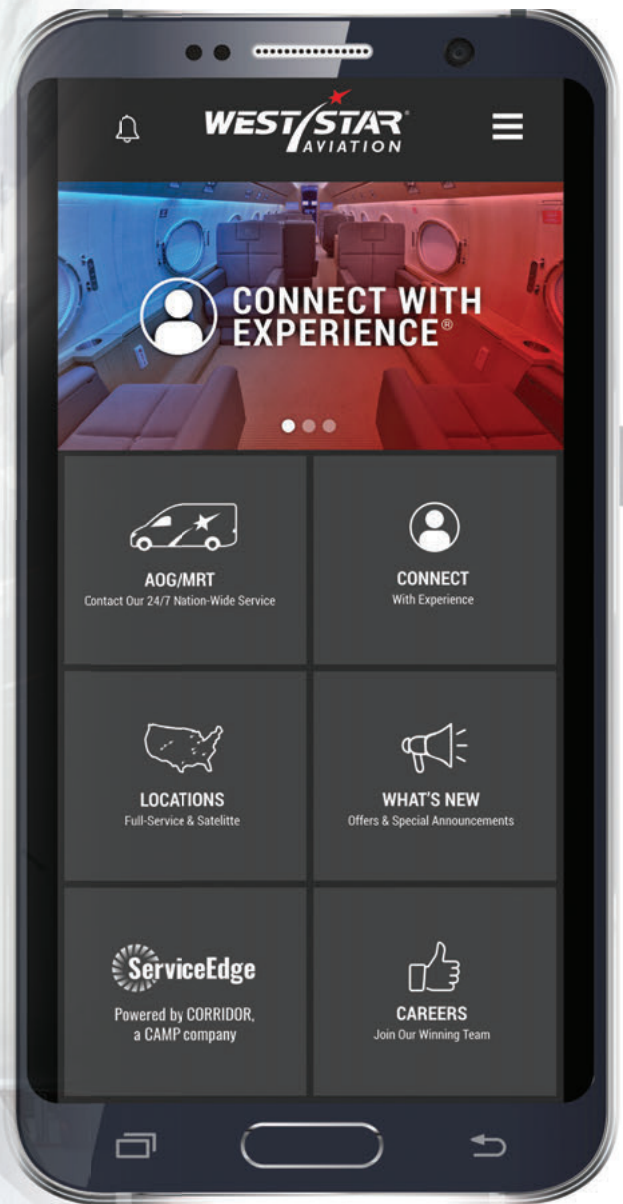 WEST STAR®
AVIATION
CONNECT WITH
EXPERIENCE®
AOG/MRT
Contact Our 24/7 Nation-Wide Service
CONNECT
With Experience
LOCATIONS
Full-Service & Satelitte
WHAT'S NEW
Offers & Special Announcements
ServiceEdge
Powered by CORRIDOR,
a CAMP company
CAREERS
Join Our Winning Team